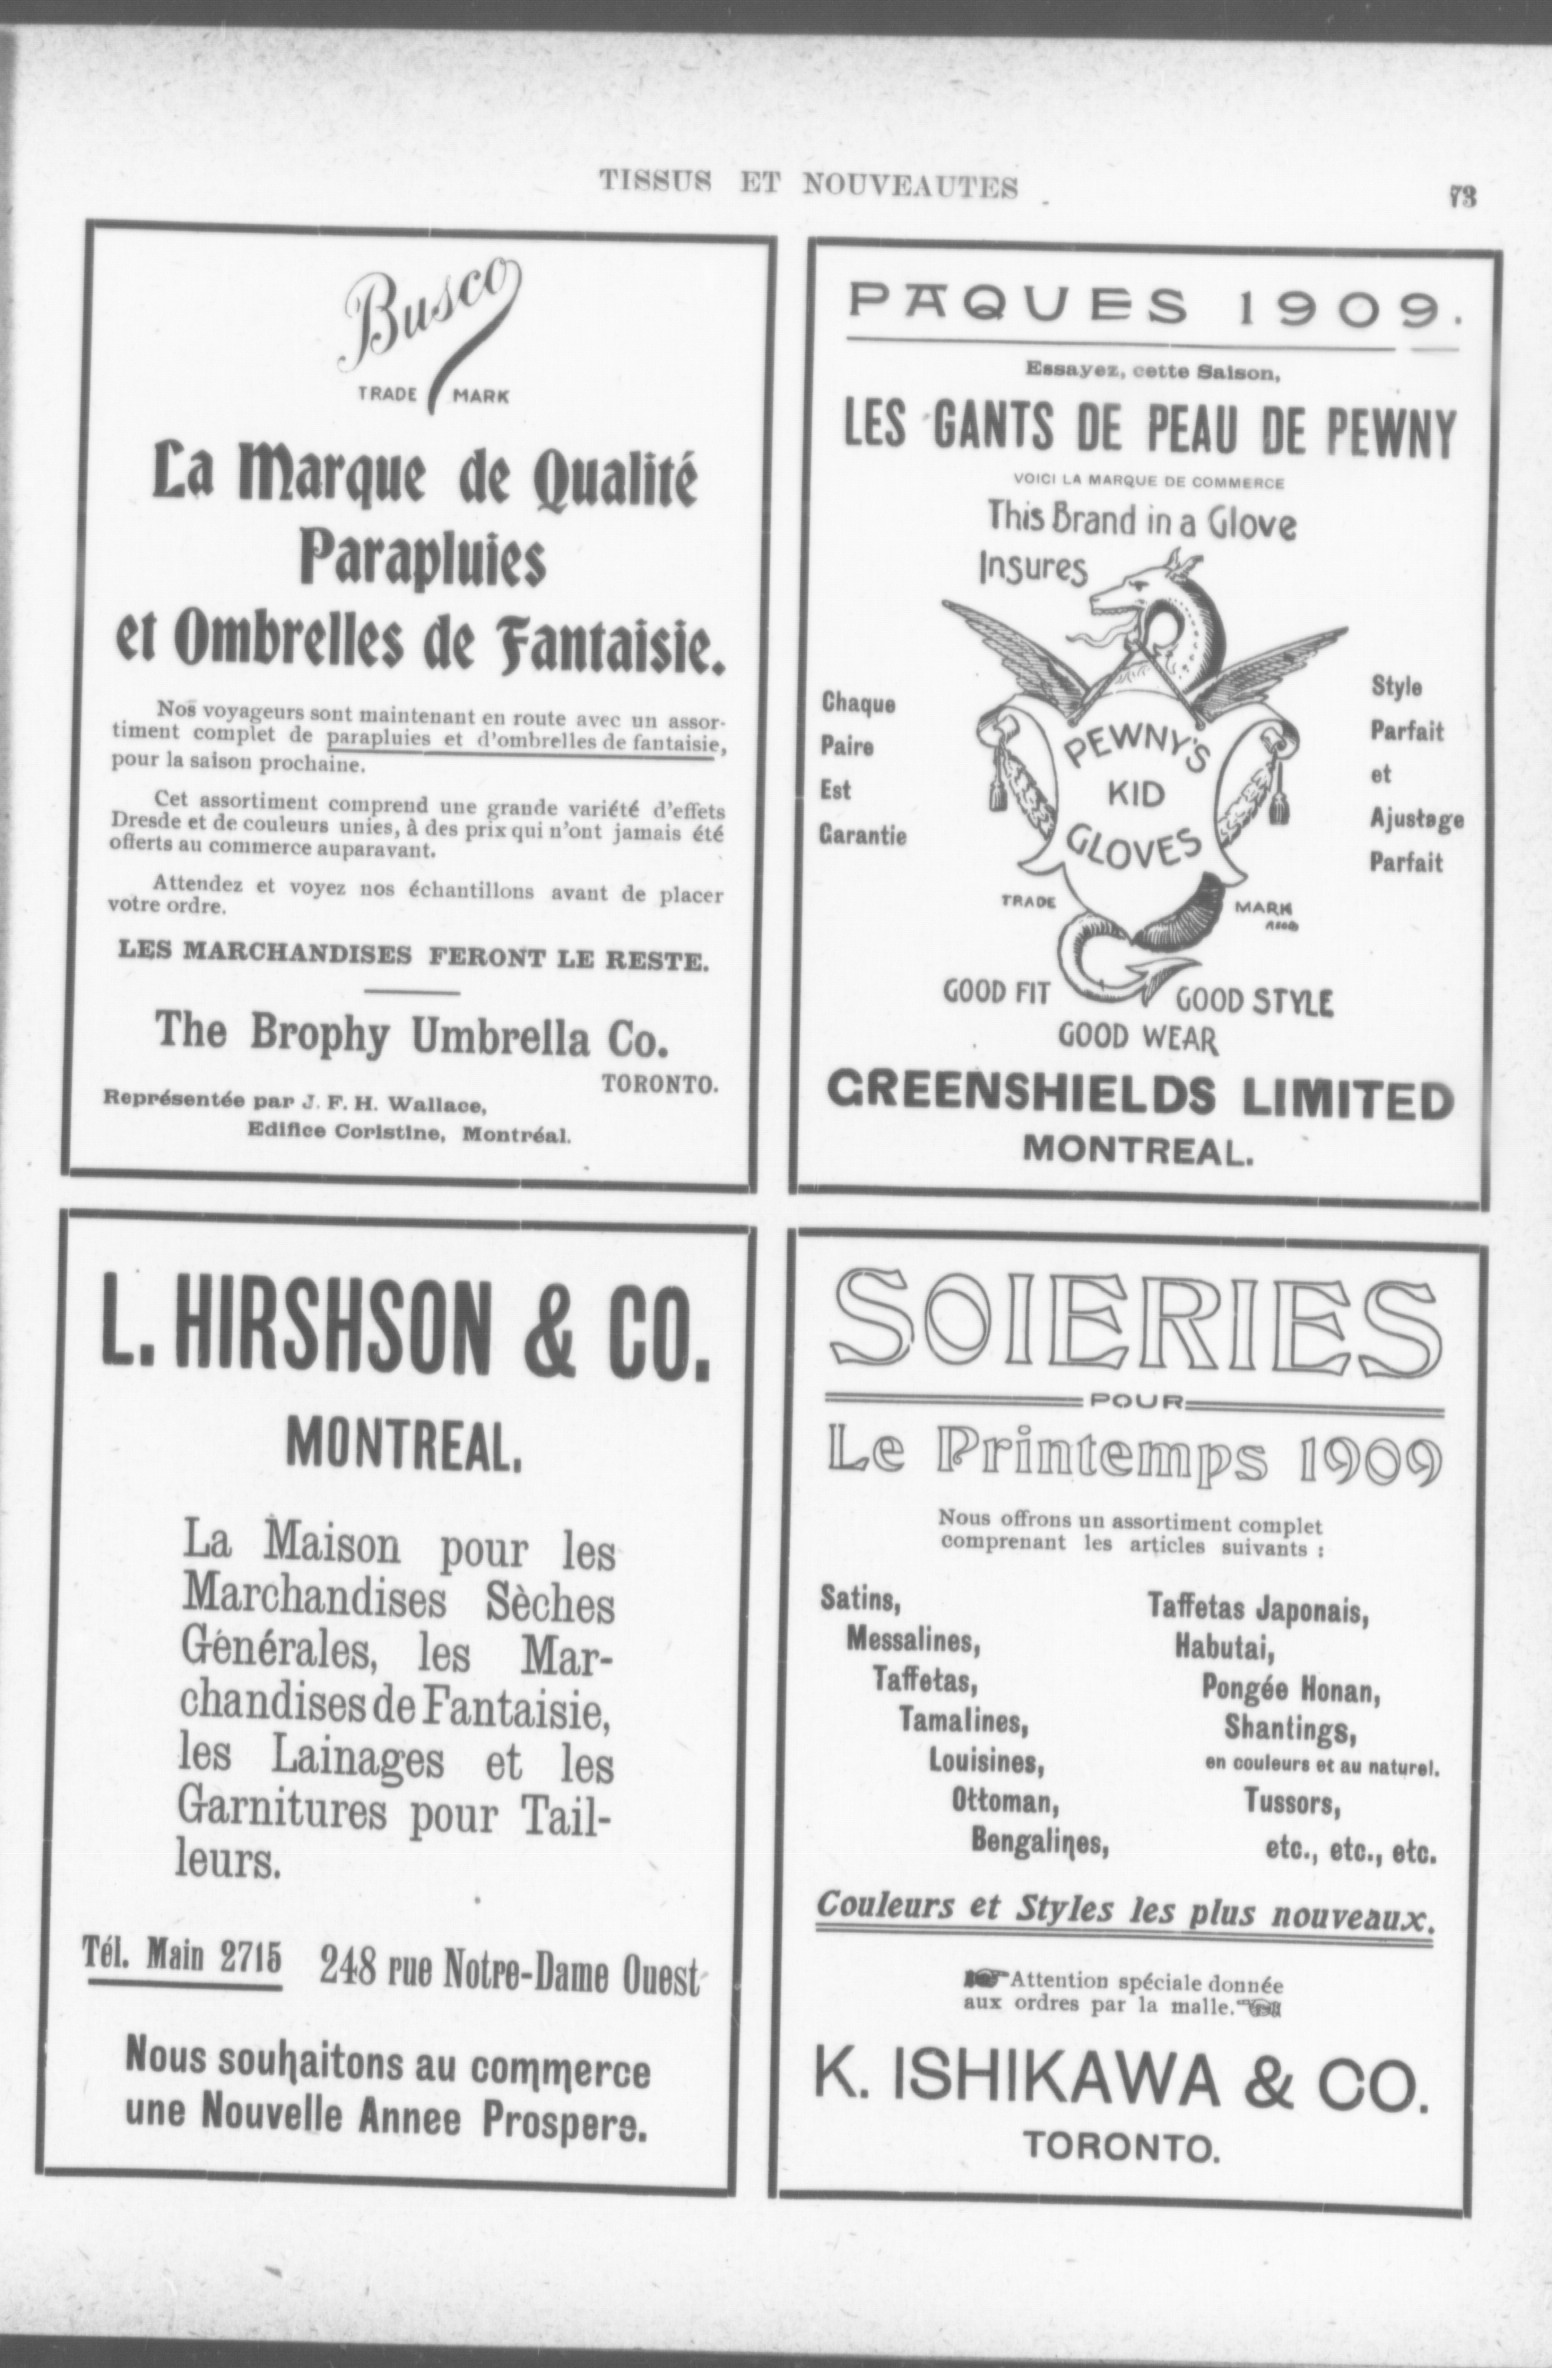 TISSUS ET NOUVEAUTES
73
Busco
TRADE MARK
La Marque de Qualité
Parapluies
et Ombrelles de Fantaisie.
Nos voyageurs sont maintenant en route avec un assor-
timent complet de parapluies et d'ombrelles de fantaisie,
pour la saison prochaine.
Cet assortiment comprend une grande variété d'effets
Dresde et de couleurs unies, à des prix qui n'ont jamais été
offerts au commerce auparavant.
Attendez et voyez nos échantillons avant de placer
votre ordre.
LES MARCHANDISES FERONT LE RESTE.
The Brophy Umbrella Co.
TORONTO.
Représentée par J. F. H. Wallace,
Edifice Coristine, Montréal.
PAQUES 1909.
Essayez, cette Saison,
LES GANTS DE PEAU DE PEWNY
VOICI LA MARQUE DE COMMERCE
This Brand in a Glove
Insures
Chaque
Paire
Est
Garantie
PEWNY'S
KID
GLOVES
TRADE MARK
Style
Parfait
et
Ajustage
Parfait
GOOD FIT
GOOD STYLE
GOOD WEAR
GREENSHIELDS LIMITED
MONTREAL.
L. HIRSHSON & CO.
MONTREAL.
La Maison pour les
Marchandises Sèches
Générales, les Mar-
chandises de Fantaisie,
les Lainages et les
Garnitures pour Tail-
leurs.
Tél. Main 2715 248 rue Notre-Dame Ouest
Nous souhaitons au commerce
une Nouvelle Annee Prospere.
SOIERIES
POUR
Le Printemps 1909
Nous offrons un assortiment complet
comprenant les articles suivants :
Satins,
Messalines,
Taffetas,
Tamalines,
Louisines,
Ottoman,
Bengalines,
Taffetas Japonais,
Habutai,
Pongée Honan,
Shantings,
en couleurs et au naturel.
Tussors,
etc., etc., etc.
Couleurs et Styles les plus nouveaux.
Attention spéciale donnée
aux ordres par la malle.
K. ISHIKAWA & CO.
TORONTO.